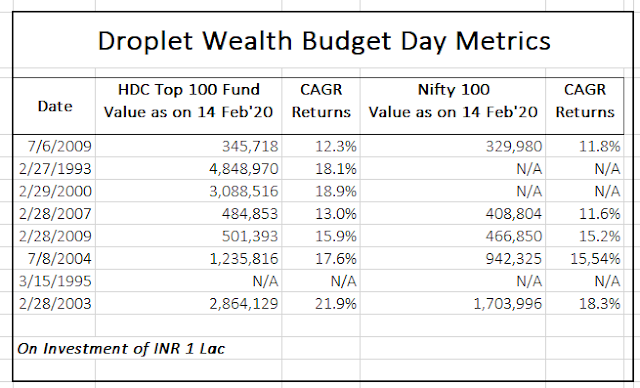 Droplet Wealth Budget Day Metrics
Date HDC Top 100 Fund Value as on 14 Feb'20 CAGR Returns Nifty 100 Value as on 14 Feb'20 CAGR Returns
7/6/2009 345,718 12.3% 329,980 11.8%
2/27/1993 4,848,970 18.1% N/A N/A
2/29/2000 3,088,516 18.9% N/A N/A
2/28/2007 484,853 13.0% 408,804 11.6%
2/28/2009 501,393 15.9% 466,850 15.2%
7/8/2004 1,235,816 17.6% 942,325 15,54%
3/15/1995 N/A N/A N/A N/A
2/28/2003 2,864,129 21.9% 1,703,996 18.3%
On Investment of INR 1 Lac